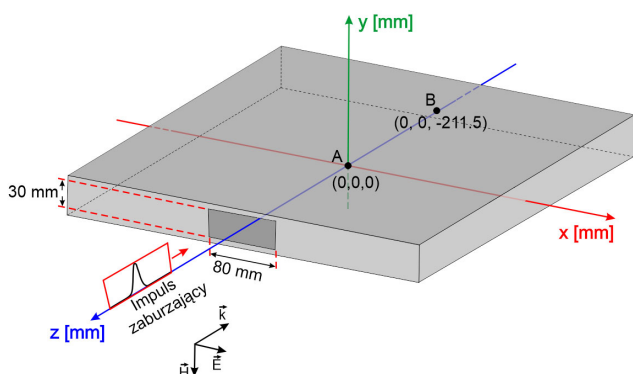 y [mm]
B
(0, 0, -211.5)
A
(0,0,0)
30 mm
x [mm]
80 mm
Impuls
zaburzający
z [mm]
k
E
H